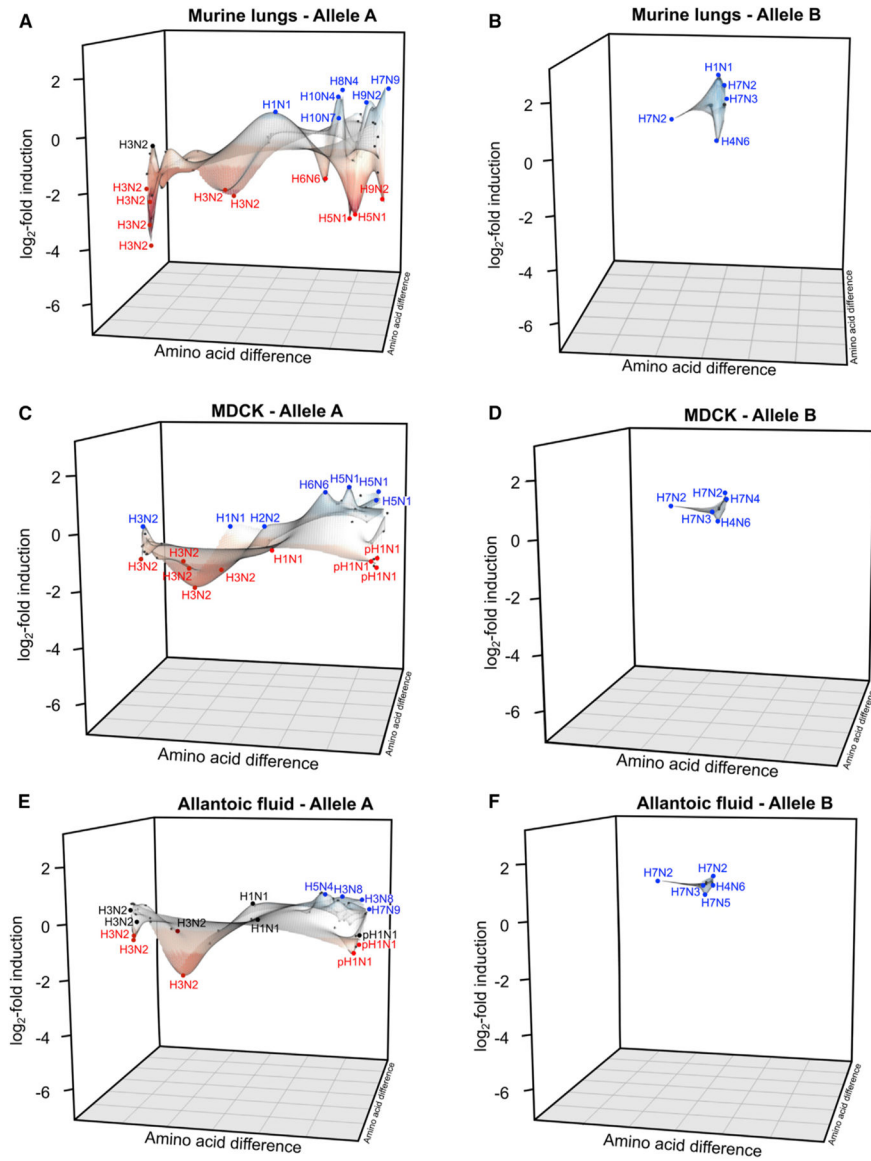 A
Murine lungs - Allele A
log2-fold induction
2
0
-2
-4
-6
H8N4
H7N9
H10N4
H9N2
H1N1
H10N7
H3N2
H3N2
H3N2
H3N2
H3N2
H3N2
H3N2
H6N6
H9N2
H5N1
H5N1
Amino acid difference
Amino acid difference
B
Murine lungs - Allele B
log2-fold induction
2
0
-2
-4
-6
H1N1
H7N2
H7N3
H7N2
H4N6
Amino acid difference
Amino acid difference
C
MDCK - Allele A
log2-fold induction
2
0
-2
-4
-6
H6N6
H5N1
H5N1
H5N1
H3N2
H1N1
H2N2
H3N2
H3N2
H3N2
H3N2
H3N2
H1N1
pH1N1
pH1N1
pH1N1
Amino acid difference
Amino acid difference
D
MDCK - Allele B
log2-fold induction
2
0
-2
-4
-6
H7N2
H7N2
H7N4
H7N3
H4N6
Amino acid difference
Amino acid difference
E
Allantoic fluid - Allele A
log2-fold induction
2
0
-2
-4
-6
H5N4
H3N8
H3N8
H1N1
H7N9
H3N2
H3N2
H3N2
H1N1
H3N2
pH1N1
pH1N1
H3N2
Amino acid difference
Amino acid difference
F
Allantoic fluid - Allele B
log2-fold induction
2
0
-2
-4
-6
H7N2
H7N2
H7N3
H4N6
H7N5
Amino acid difference
Amino acid difference